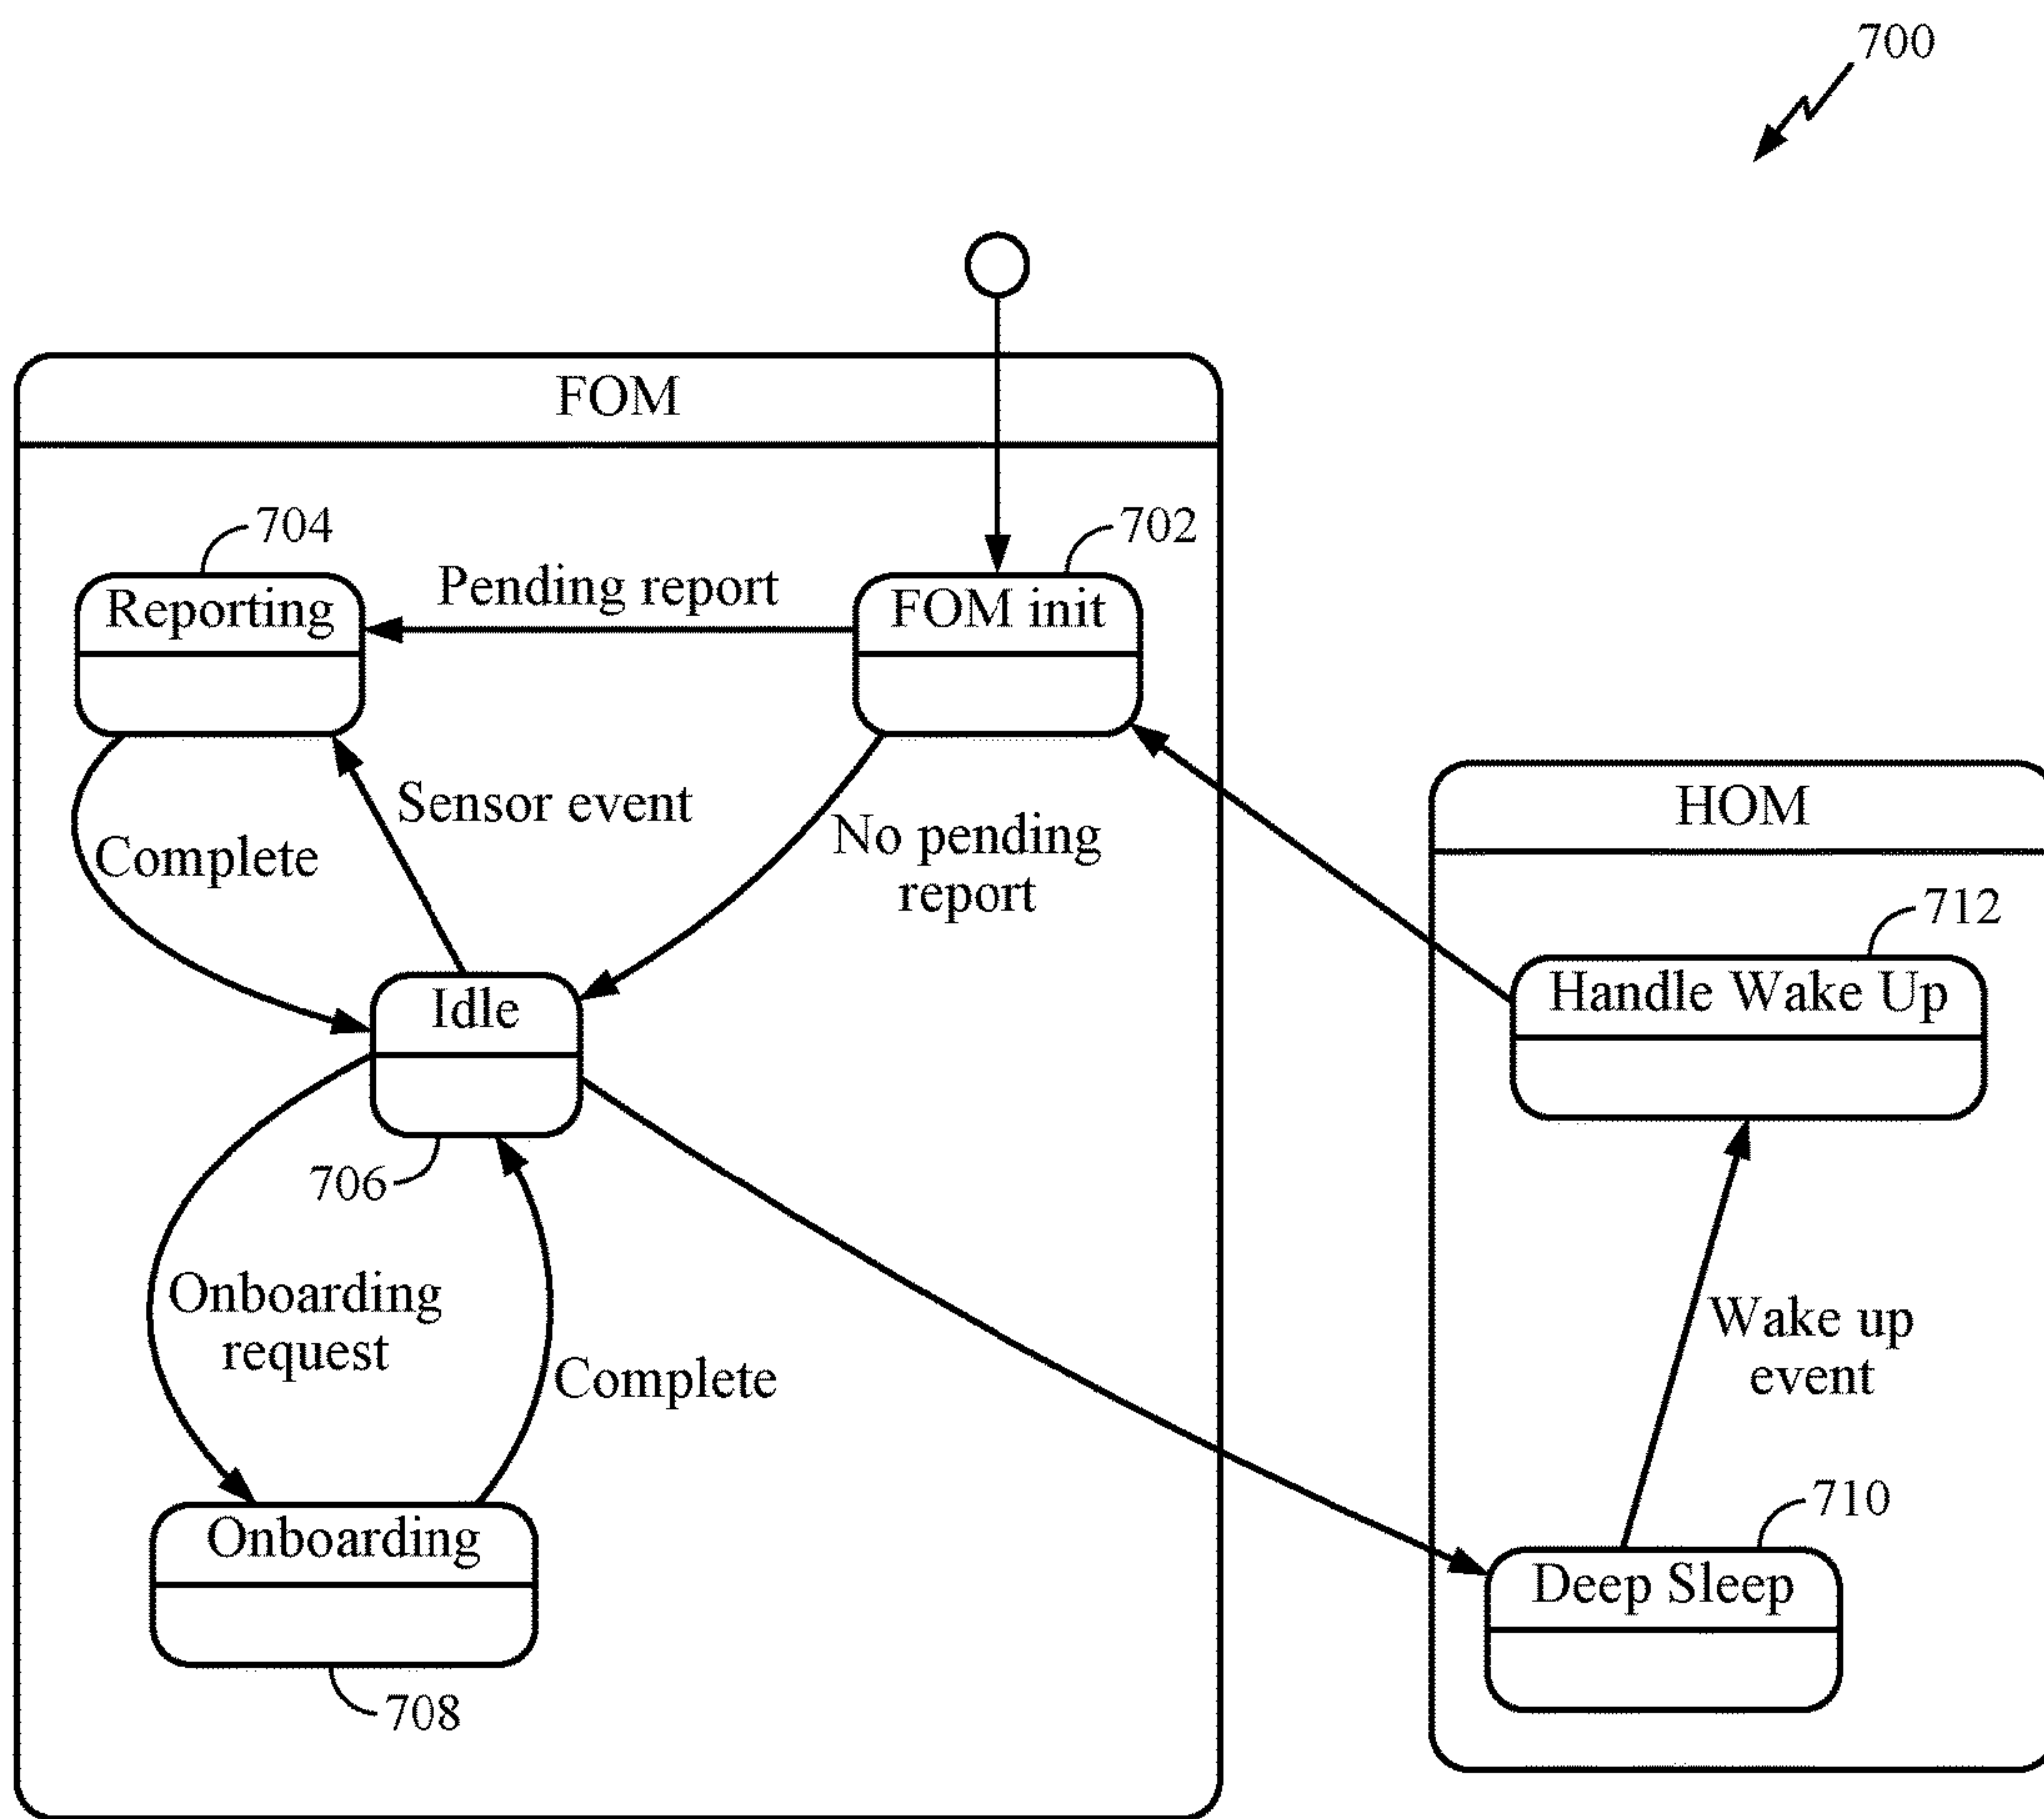 700
FOM
704
702
Reporting
Pending report
FOM init
Sensor event
Complete
No pending
report
HOM
712
Handle Wake Up
Idle
706
Onboarding
request
Complete
Wake up
event
710
Onboarding
Deep Sleep
708